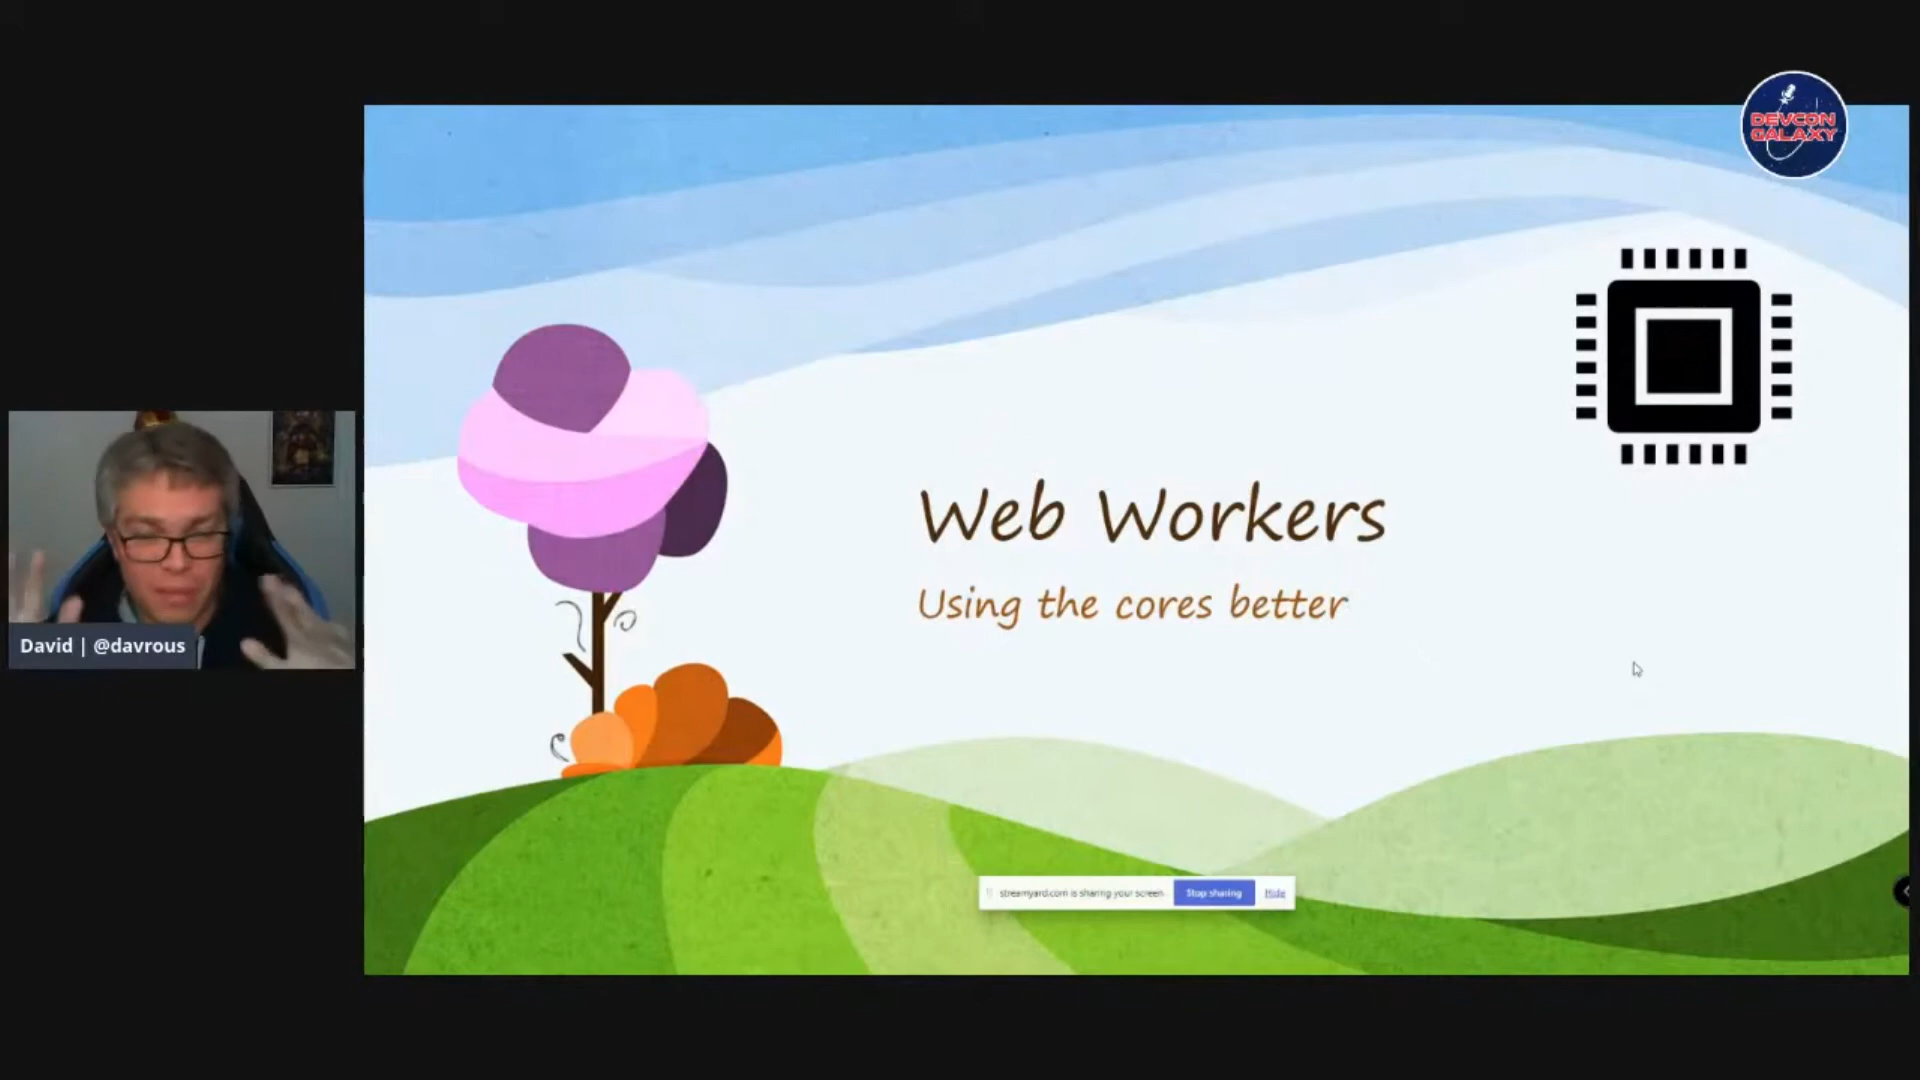 DEVCON
GALAXY
Web Workers
Using the cores better
David | @davrous
streamyard.com is sharing your screen
Stop sharing
Hide